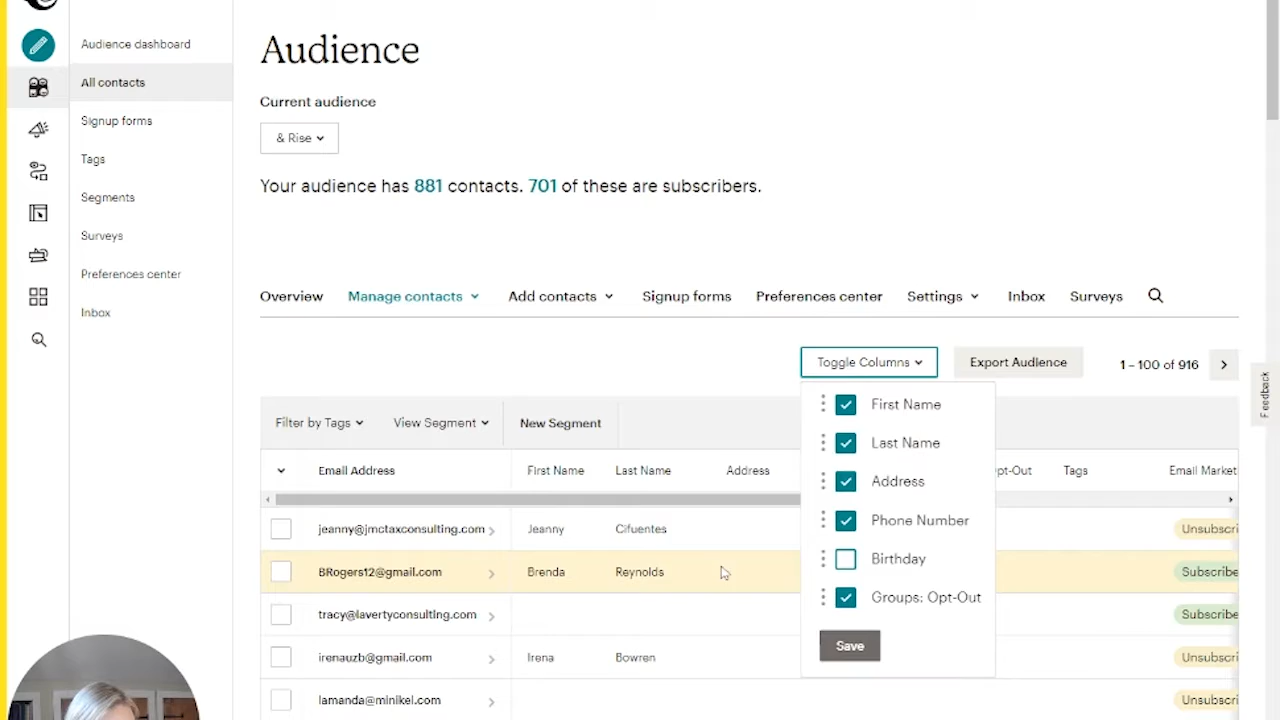 Audience dashboard
All contacts
Signup forms
Tags
Segments
Surveys
Preferences center
Inbox
Audience
Current audience
& Rise
Your audience has 881 contacts. 701 of these are subscribers.
Overview Manage contacts Add contacts Signup forms Preferences center Settings Inbox Surveys
Toggle Columns Export Audience 1 – 100 of 916
First Name
Last Name
Address
Phone Number
Birthday
Groups: Opt-Out
Save
Filter by Tags View Segment New Segment
Email Address First Name Last Name Address pt-Out Tags Email Market
jeanny@jmctaxconsulting.com Jeanny Cifuentes Unsubscri
BRogers12@gmail.com Brenda Reynolds Subscribe
tracy@lavertyconsulting.com Subscribe
irenauzb@gmail.com Irena Bowren Unsubscri
lamanda@minikel.com Unsubscri
Feedback